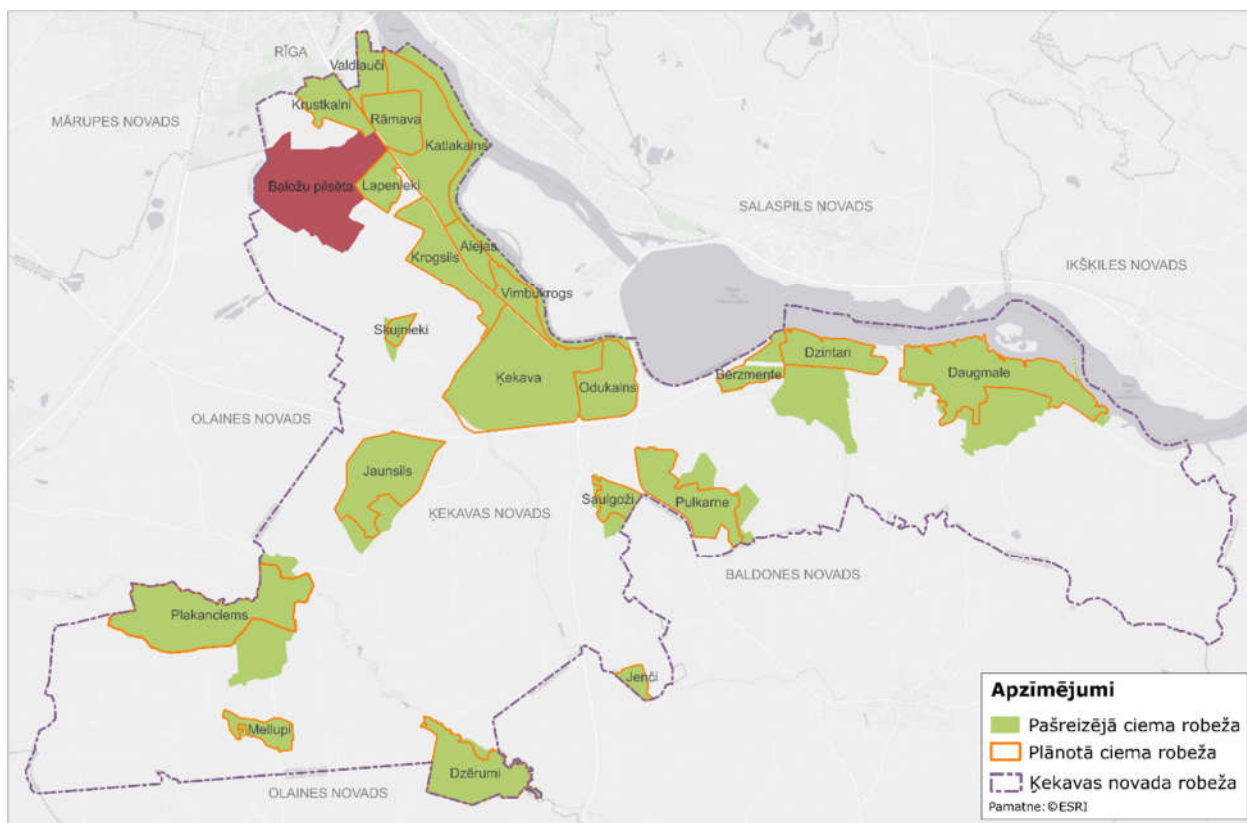 RĪGA
Valdlauči
Krustkalni
MĀRUPES NOVADS
Rāmava
Katlakalns
Baložu pilsēta
Lapenieki
SALASPILS NOVADS
Alejas
Krogsils
IKŠĶILES NOVADS
Vimbukrogs
Skujnieki
Dzintari
Bērzmente
Daugmale
Ķekava
Odukalns
OLAINES NOVADS
Jaunsils
Saulgoži
Pulkarne
ĶEKAVAS NOVADS
BALDONES NOVADS
Plakanciems
Jenči
Mellupi
Dzērumi
OLAINES NOVADS
Apzīmējumi
Pašreizējā ciema robeža
Plānotā ciema robeža
Ķekavas novada robeža
Pamatne: ©ESRI